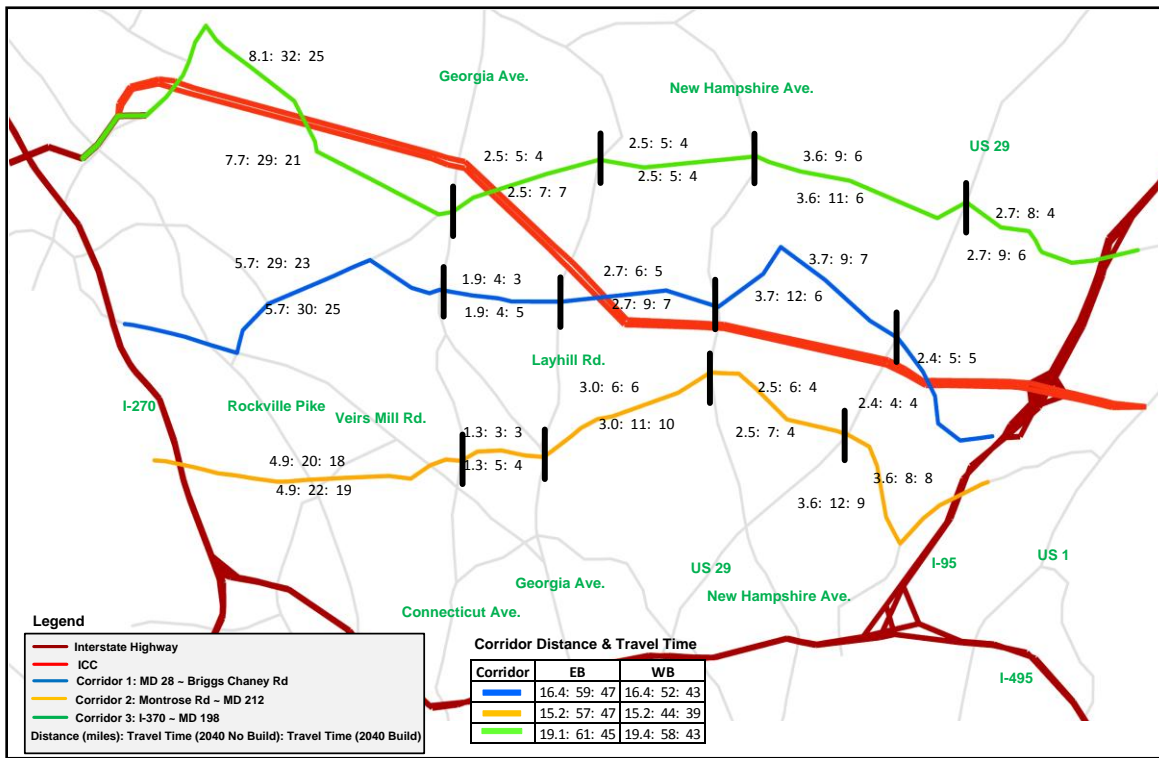 8.1: 32: 25
Georgia Ave.
New Hampshire Ave.
7.7: 29: 21
2.5: 5: 4
2.5: 7: 7
2.5: 5: 4
2.5: 5: 4
3.6: 9: 6
3.6: 11: 6
US 29
2.7: 8: 4
2.7: 9: 6
5.7: 29: 23
5.7: 30: 25
1.9: 4: 3
1.9: 4: 5
2.7: 6: 5
2.7: 9: 7
3.7: 9: 7
3.7: 12: 6
2.4: 5: 5
2.4: 4: 4
Layhill Rd.
I-270
Rockville Pike
Veirs Mill Rd.
4.9: 20: 18
4.9: 22: 19
1.3: 3: 3
1.3: 5: 4
3.0: 6: 6
3.0: 11: 10
2.5: 6: 4
2.5: 7: 4
3.6: 8: 8
3.6: 12: 9
US 29
I-95
US 1
Georgia Ave.
New Hampshire Ave.
Connecticut Ave.
I-495
Legend
Interstate Highway
ICC
Corridor 1: MD 28 ~ Briggs Chaney Rd
Corridor 2: Montrose Rd ~ MD 212
Corridor 3: I-370 ~ MD 198
Distance (miles): Travel Time (2040 No Build): Travel Time (2040 Build)
Corridor Distance & Travel Time
Corridor EB WB
16.4: 59: 47 16.4: 52: 43
15.2: 57: 47 15.2: 44: 39
19.1: 61: 45 19.4: 58: 43